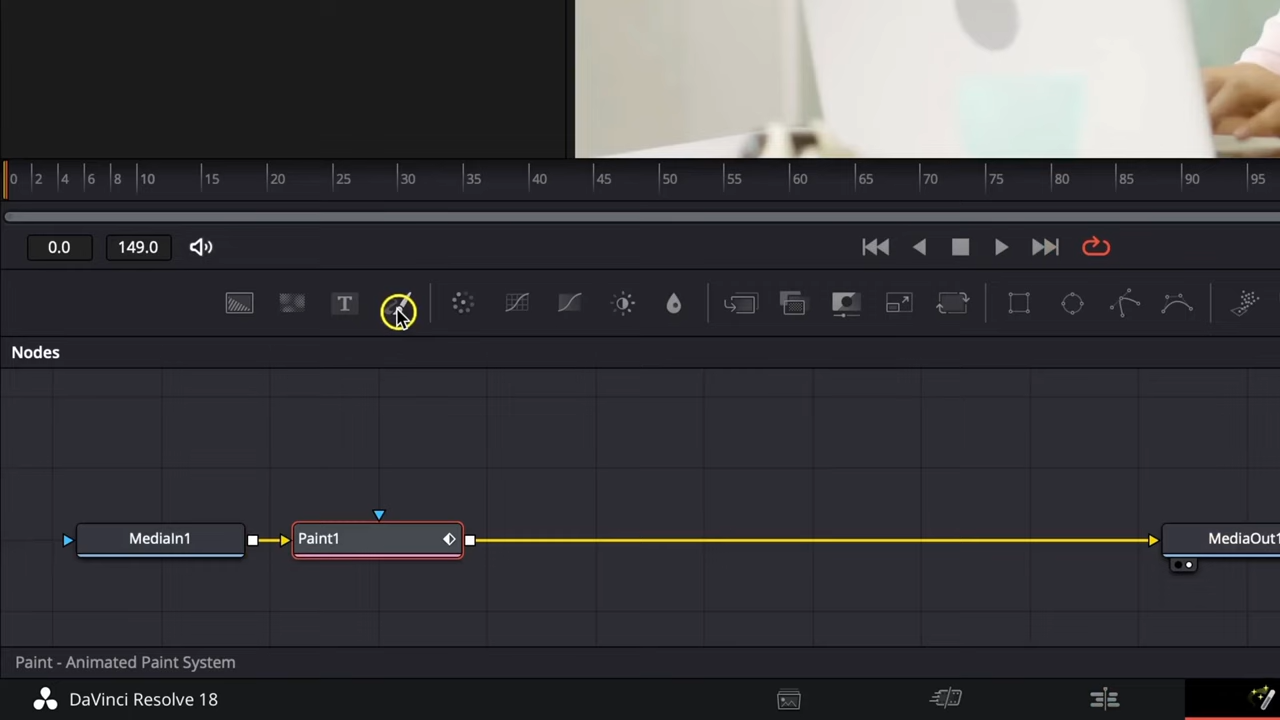 0 2 4 6 8 10 15 20 25 30 35 40 45 50 55 60 65 70 75 80 85 90 95
0.0 149.0
T
Nodes
MediaIn1 Paint1 MediaOut1
Paint - Animated Paint System
DaVinci Resolve 18